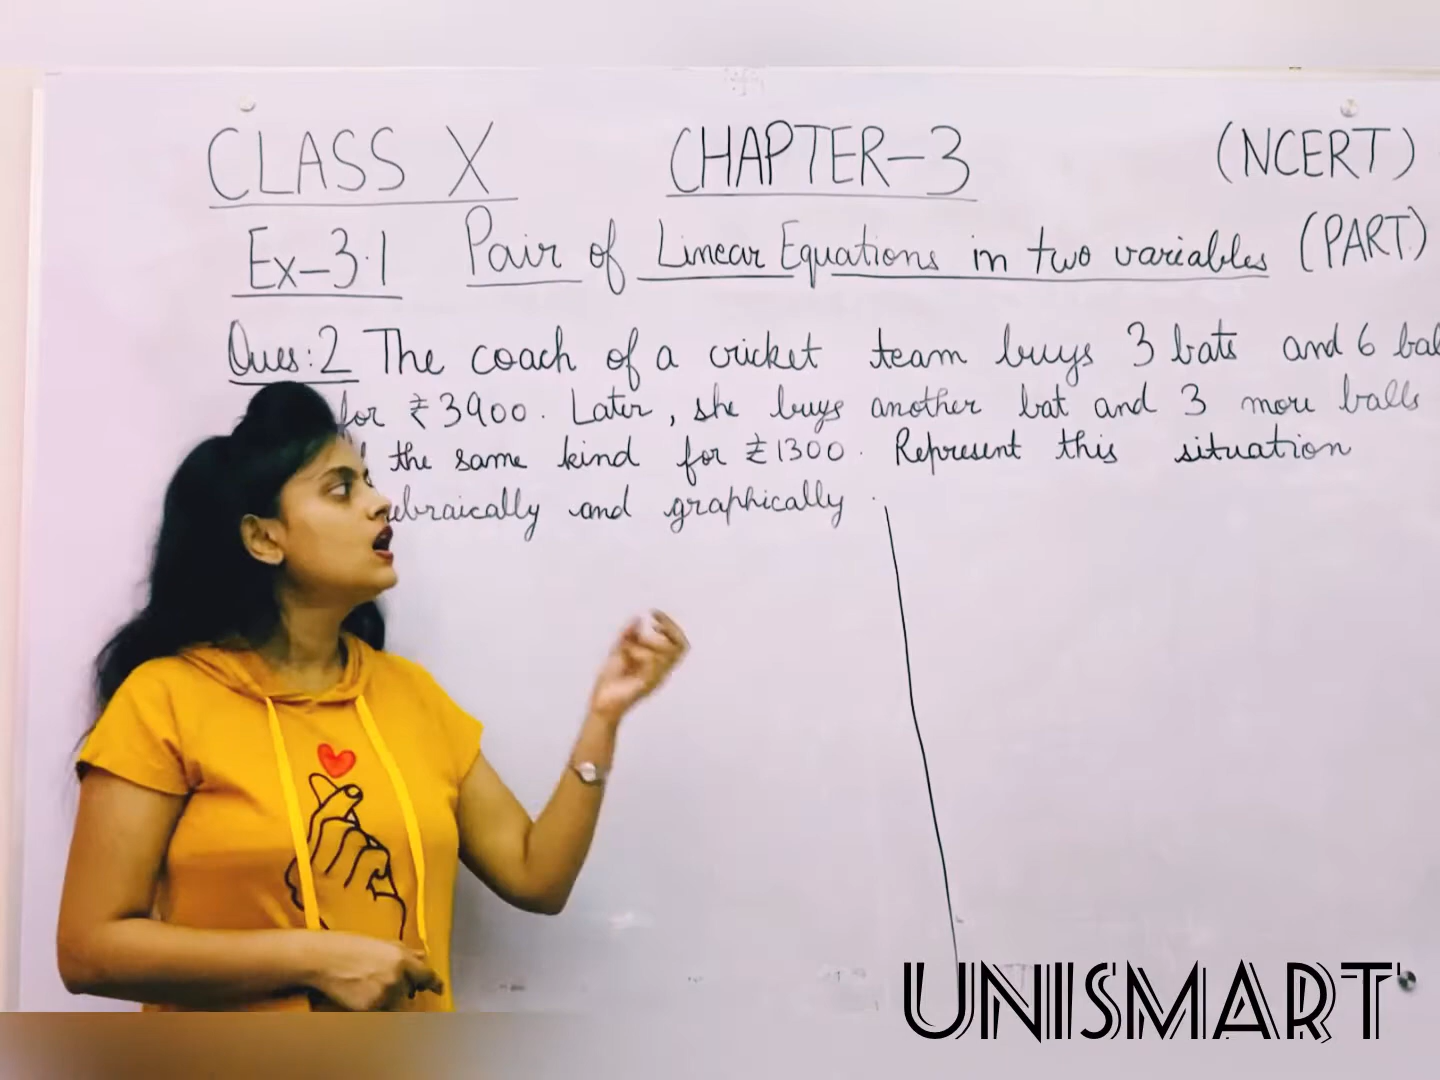 CLASS X CHAPTER-3 (NCERT)
Ex-3.1 Pair of Linear Equations in two variables (PART)
Ques:2 The coach of a cricket team buys 3 bats and 6
for ₹3900. Later, she buys another bat and 3 more balls
the same kind for ₹1300. Represent this situation
and graphically.
UNISMART